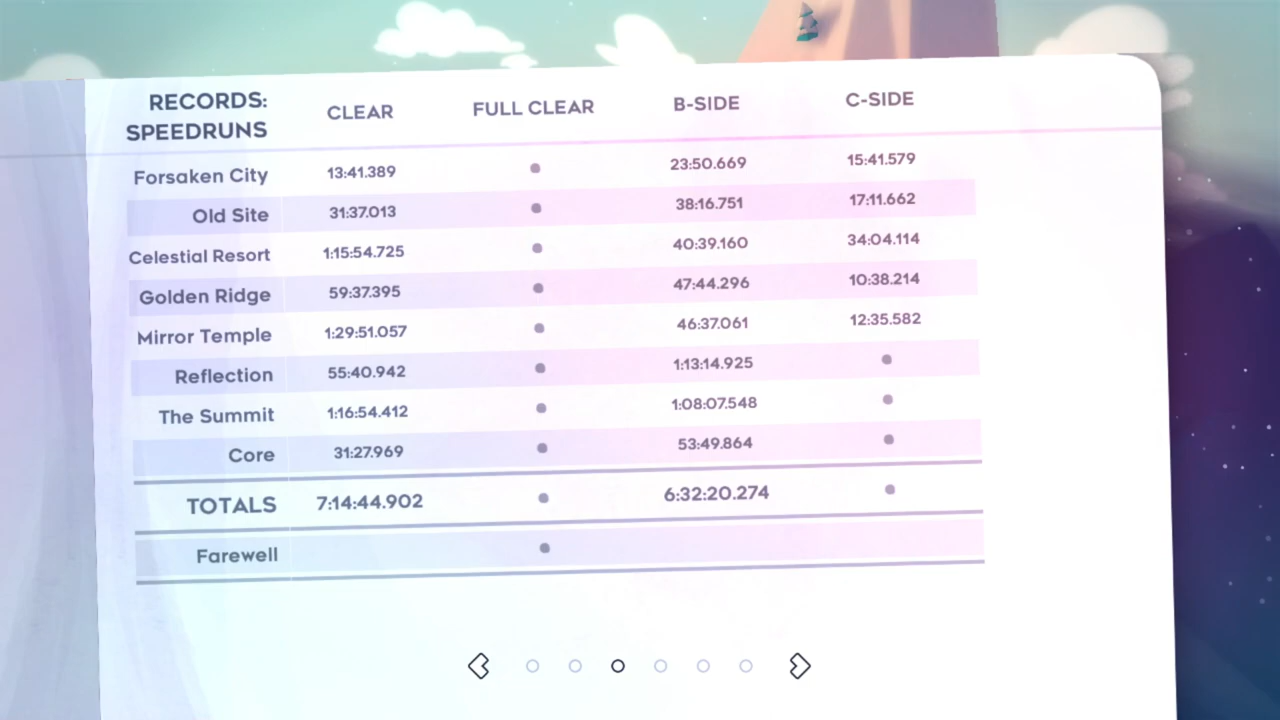 RECORDS: SPEEDRUNS CLEAR FULL CLEAR B-SIDE C-SIDE
Forsaken City 13:41.389 • 23:50.669 15:41.579
Old Site 31:37.013 • 38:16.751 17:11.662
Celestial Resort 1:15:54.725 • 40:39.160 34:04.114
Golden Ridge 59:37.395 • 47:44.296 10:38.214
Mirror Temple 1:29:51.057 • 46:37.061 12:35.582
Reflection 55:40.942 • 1:13:14.925 •
The Summit 1:16:54.412 • 1:08:07.548 •
Core 31:27.969 • 53:49.864 •
TOTALS 7:14:44.902 • 6:32:20.274 •
Farewell •